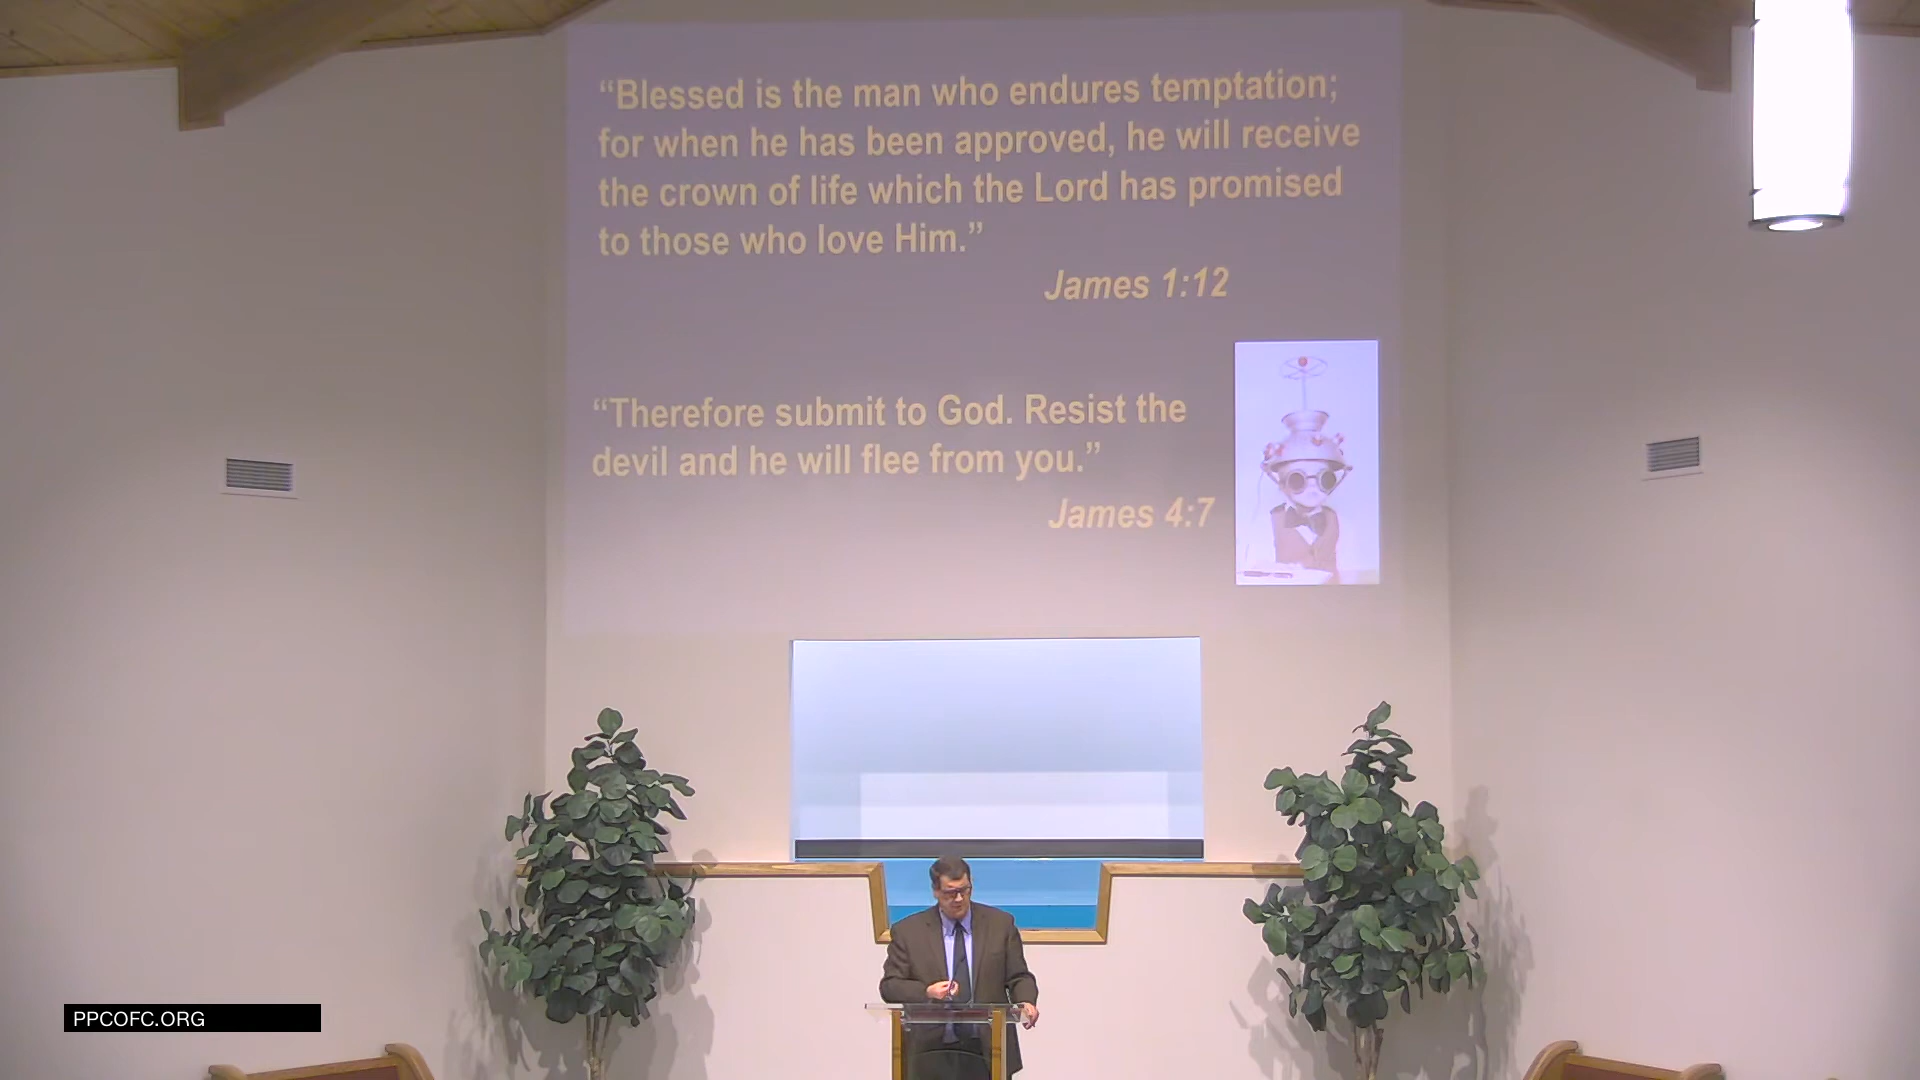 “Blessed is the man who endures temptation;
for when he has been approved, he will receive
the crown of life which the Lord has promised
to those who love Him.”
James 1:12
“Therefore submit to God. Resist the
devil and he will flee from you.”
James 4:7
PPCOFC.ORG